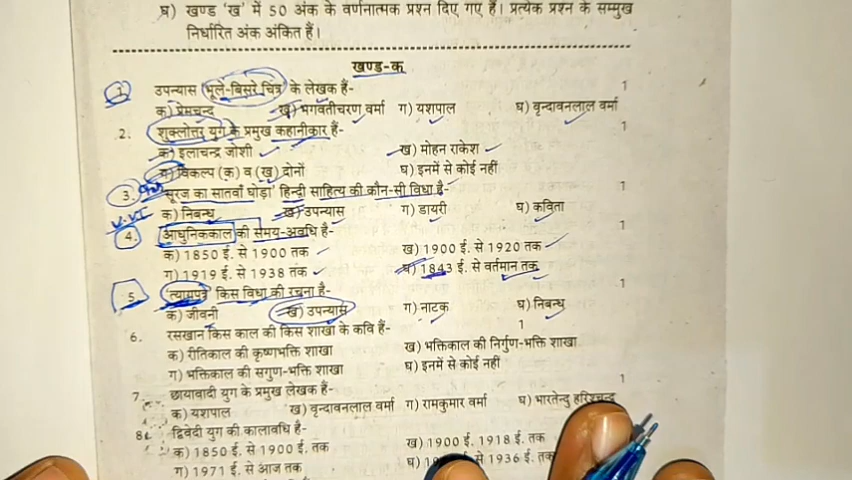 घ) खण्ड 'ख' में 50 अंक के वर्णनात्मक प्रश्न दिए गए हैं। प्रत्येक प्रश्न के सम्मुख
निर्धारित अंक अंकित हैं।
खण्ड-क
1. उपन्यास 'भूले-बिसरे चित्र' के लेखक हैं- 1
क) प्रेमचन्द ख) भगवतीचरण वर्मा ग) यशपाल घ) वृन्दावनलाल वर्मा
2. शुक्लोत्तर युग के प्रमुख कहानीकार हैं- 1
क) इलाचन्द्र जोशी ख) मोहन राकेश
ग) विकल्प (क) व (ख) दोनों घ) इनमें से कोई नहीं
3. 'सूरज का सातवाँ घोड़ा' हिन्दी साहित्य की कौन-सी विधा है- 1
क) निबन्ध ख) उपन्यास ग) डायरी घ) कविता
V.VI
4. आधुनिककाल की समय-अवधि है- 1
क) 1850 ई. से 1900 तक ख) 1900 ई. से 1920 तक
ग) 1919 ई. से 1938 तक घ) 1843 ई. से वर्तमान तक
5. 'त्यागपत्र' किस विधा की रचना है- 1
क) जीवनी ख) उपन्यास ग) नाटक घ) निबन्ध
6. रसखान किस काल की किस शाखा के कवि हैं- 1
क) रीतिकाल की कृष्णभक्ति शाखा ख) भक्तिकाल की निर्गुण-भक्ति शाखा
ग) भक्तिकाल की सगुण-भक्ति शाखा घ) इनमें से कोई नहीं
7. छायावादी युग के प्रमुख लेखक हैं- 1
क) यशपाल ख) वृन्दावनलाल वर्मा ग) रामकुमार वर्मा घ) भारतेन्दु हरिश्चन्द्र
8. द्विवेदी युग की कालावधि है-
क) 1850 ई. से 1900 ई. तक ख) 1900 ई. 1918 ई. तक
ग) 1971 ई. से आज तक घ) से 1936 ई. तक